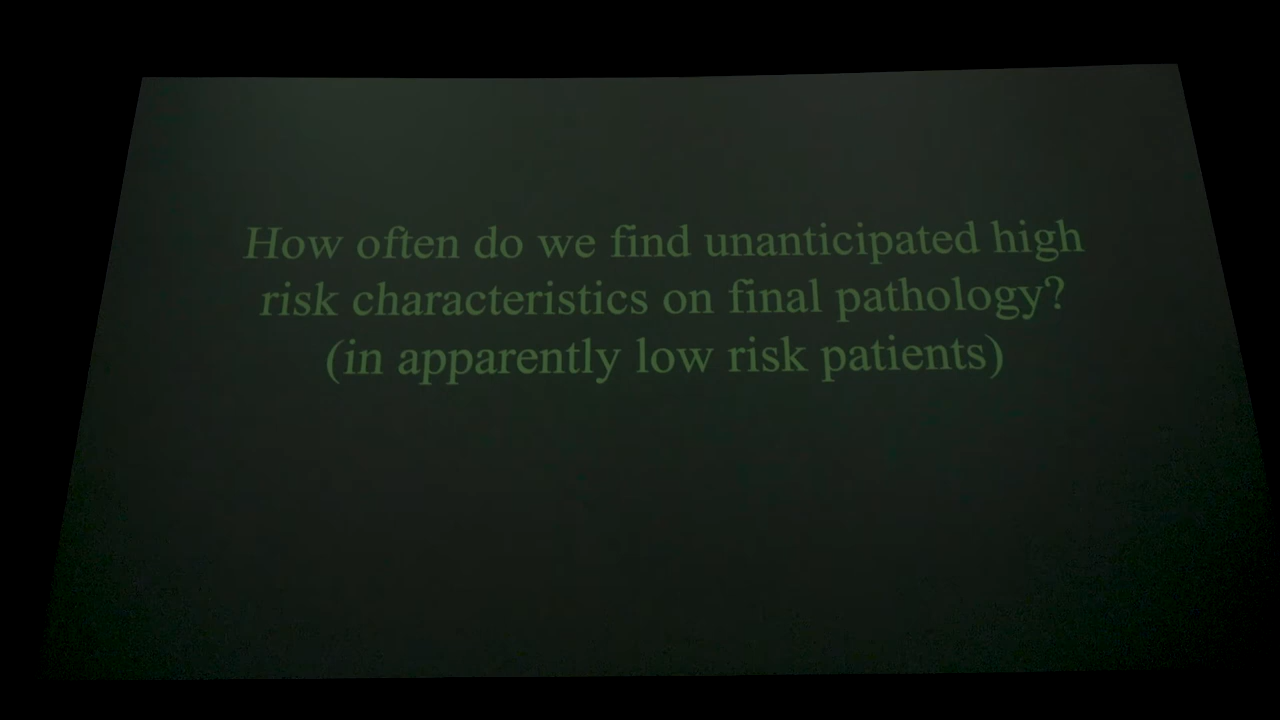 How often do we find unanticipated high
risk characteristics on final pathology?
(in apparently low risk patients)